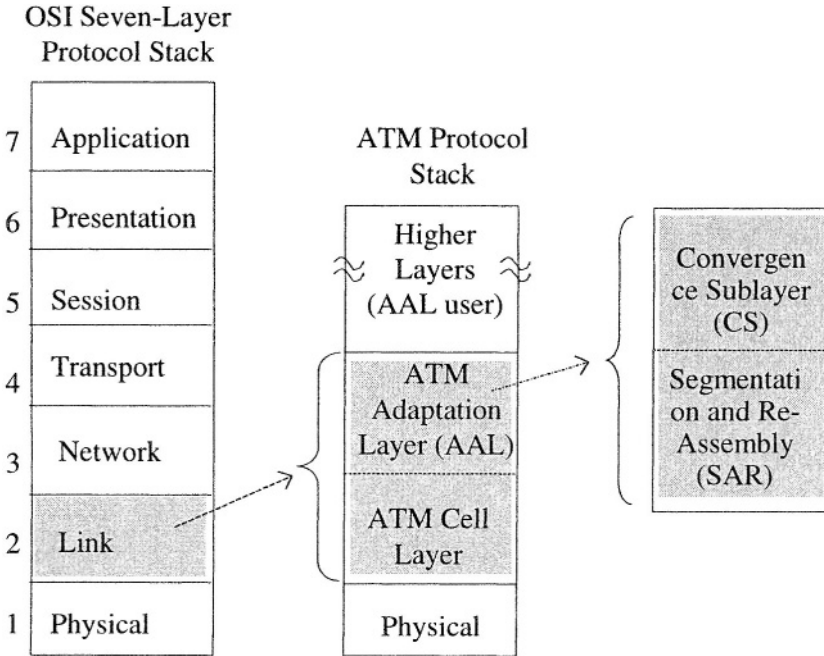 OSI Seven-Layer
Protocol Stack
7 Application
6 Presentation
5 Session
4 Transport
3 Network
2 Link
1 Physical
ATM Protocol
Stack
Higher
Layers
(AAL user)
ATM
Adaptation
Layer (AAL)
ATM Cell
Layer
Physical
Convergen
ce Sublayer
(CS)
Segmentati
on and Re-
Assembly
(SAR)